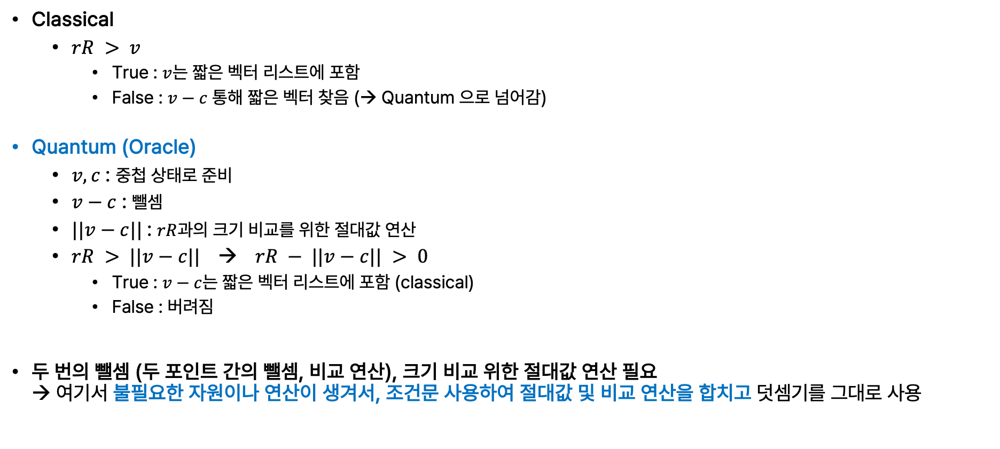 • Classical
• rR > v
• True : v는 짧은 벡터 리스트에 포함
• False : v − c 통해 짧은 벡터 찾음 (→ Quantum 으로 넘어감)
• Quantum (Oracle)
• v, c : 중첩 상태로 준비
• v − c : 뺄셈
• ||v − c|| : rR과의 크기 비교를 위한 절대값 연산
• rR > ||v − c|| → rR − ||v − c|| > 0
• True : v − c는 짧은 벡터 리스트에 포함 (classical)
• False : 버려짐
• 두 번의 뺄셈 (두 포인트 간의 뺄셈, 비교 연산), 크기 비교 위한 절대값 연산 필요
→ 여기서 불필요한 자원이나 연산이 생겨서, 조건문 사용하여 절대값 및 비교 연산을 합치고 덧셈기를 그대로 사용